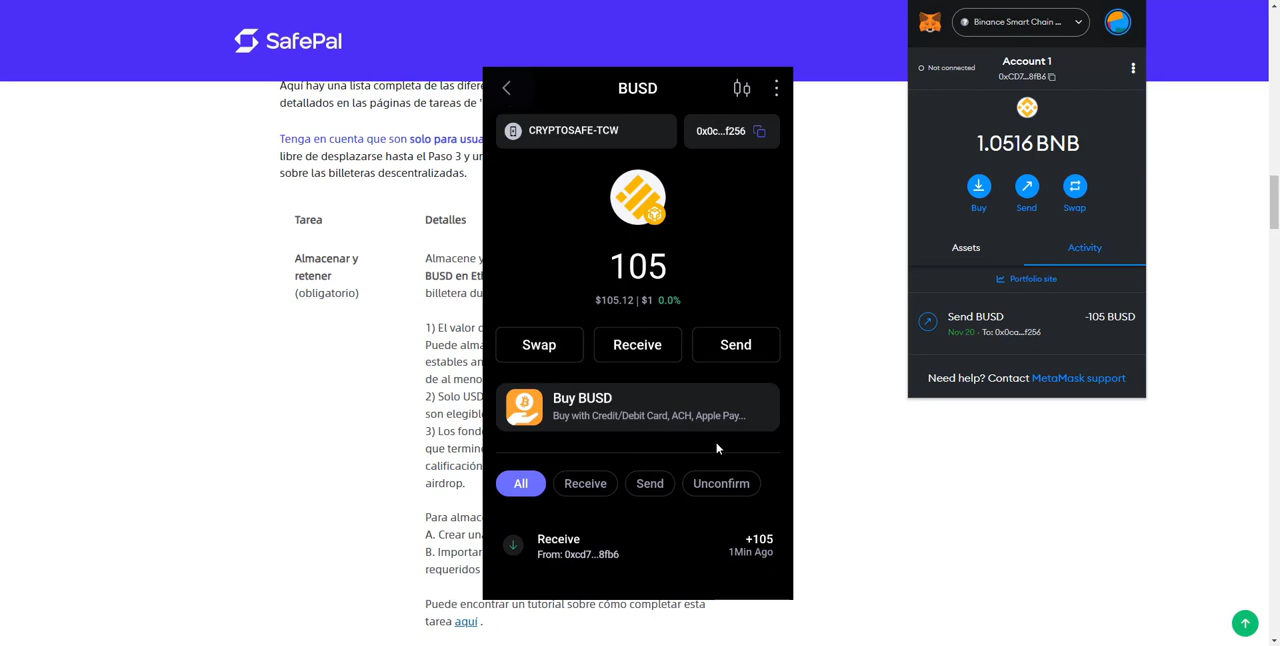 SafePal
Aquí hay una lista completa de las dife
detallados en las páginas de tareas de "
Tenga en cuenta que son solo para usua
libre de desplazarse hasta el Paso 3 y
sobre las billeteras descentralizadas.
Tarea
Detalles
Almacenar y
retener
(obligatorio)
Almacene y
BUSD en
billetera du
1) El valor
Puede alma
estables
de al meno
2) Solo USD
son elegibl
3) Los fond
que termin
calificación
airdrop.
Para almac
A. Crear un
B. Importar
requeridos
Puede encontrar un tutorial sobre cómo completar esta
tarea aquí .
BUSD
CRYPTOSAFE-TCW
0x0c...f256
105
$105.12 | $1 0.0%
Swap
Receive
Send
Buy BUSD
Buy with Credit/Debit Card, ACH, Apple Pay...
All
Receive
Send
Unconfirm
Receive
+105
From: 0xcd7...8fb6
1Min Ago
Binance Smart Chain ...
Not connected
Account 1
0xCD7...8fB6
1.0516 BNB
Buy
Send
Swap
Assets
Activity
Portfolio site
Send BUSD
-105 BUSD
Nov 20 - To: 0x0ca...f256
Need help? Contact MetaMask support